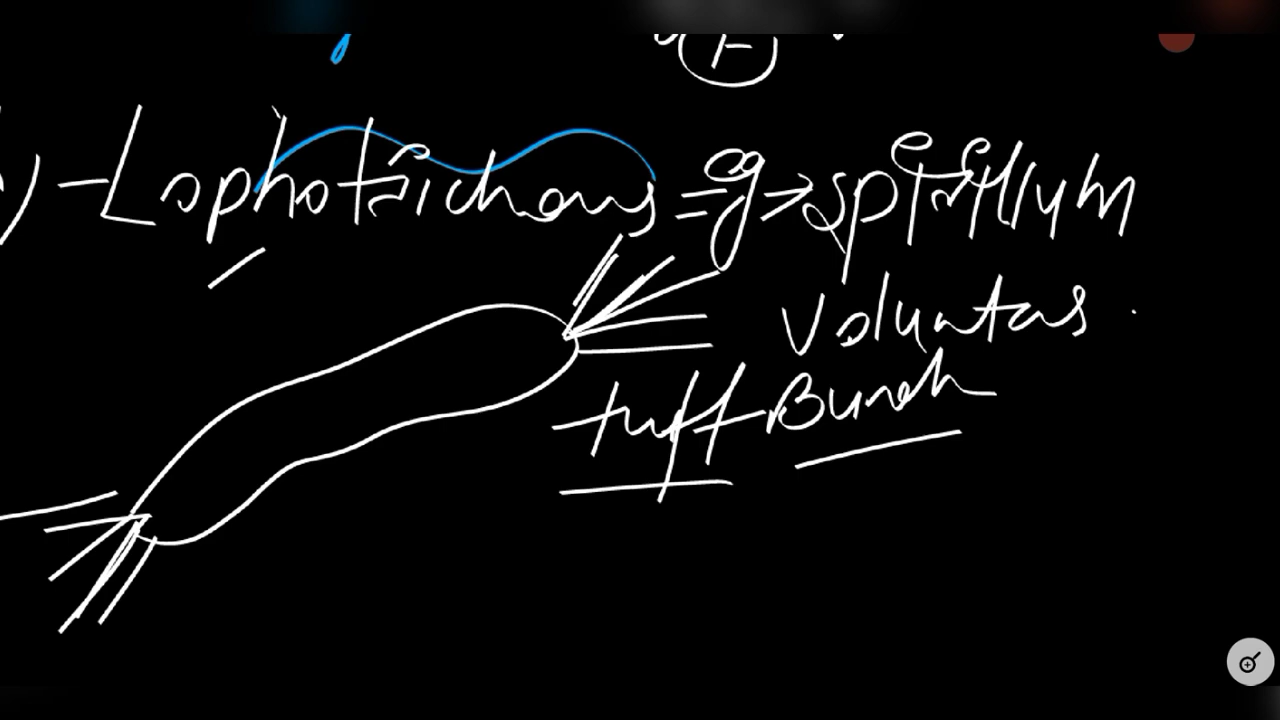 ) - Lophotrichous = eg > spirillum
voluntas.
tuft Bunch